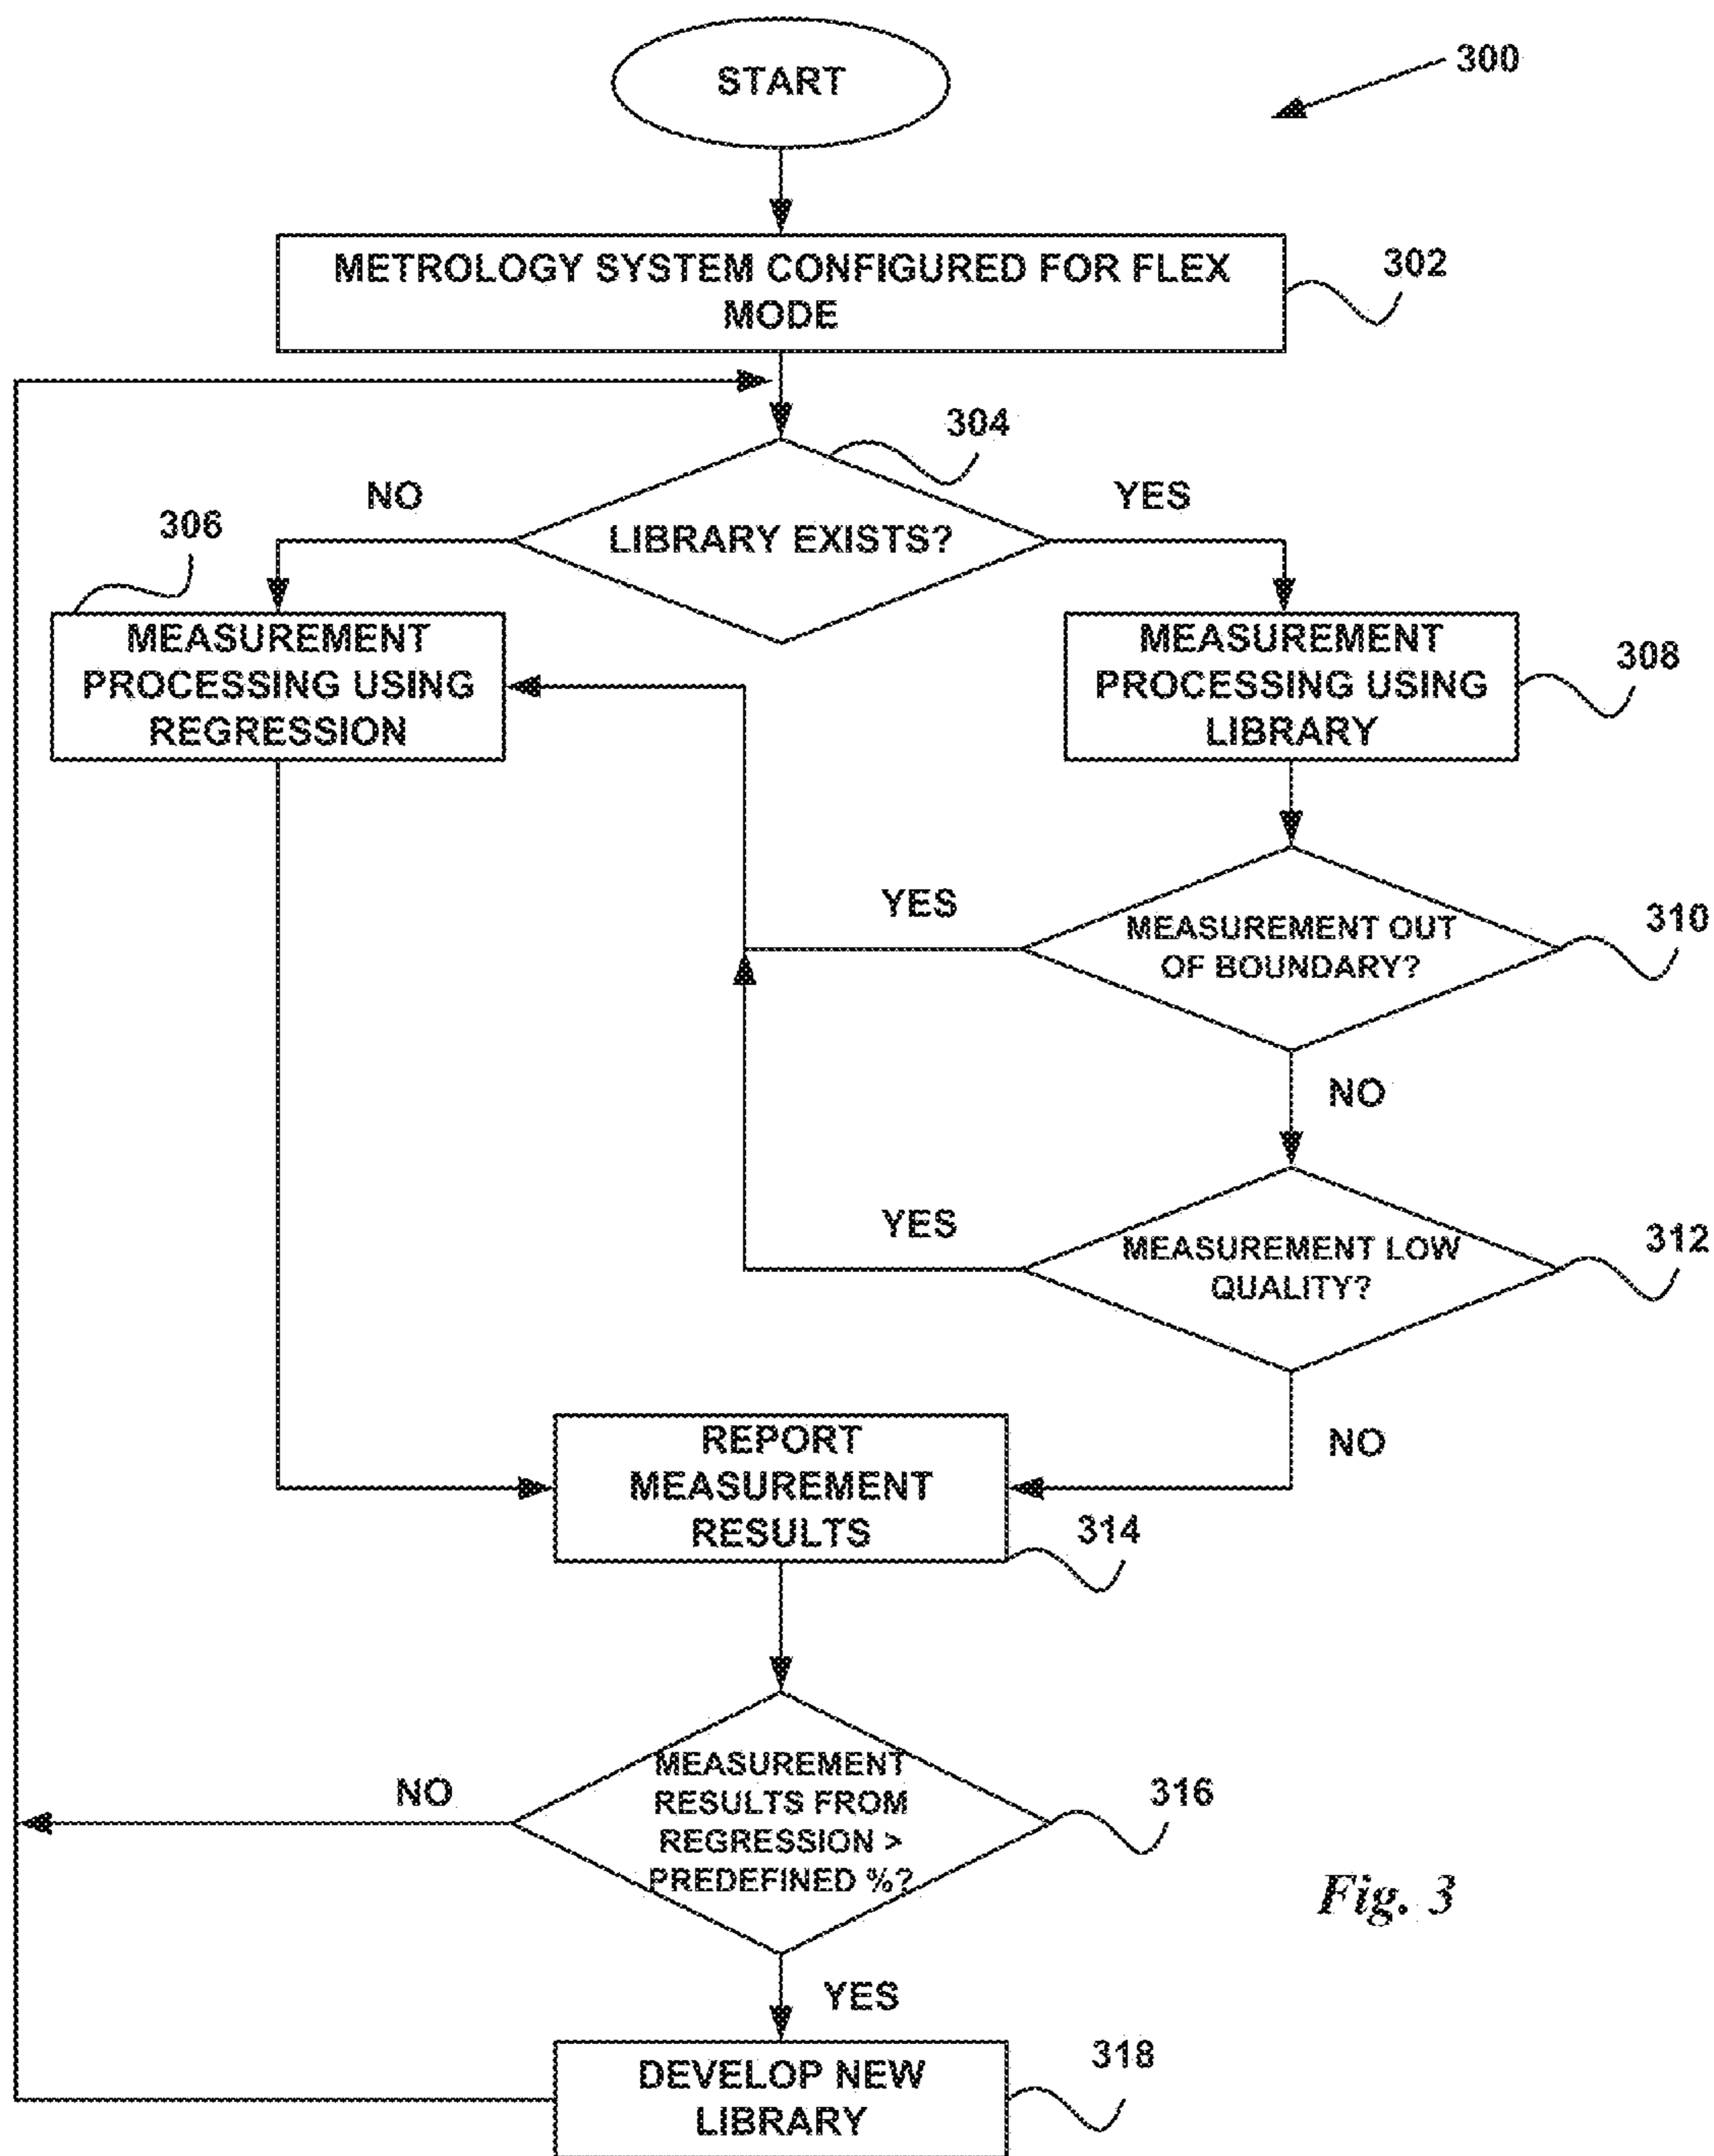 START
300
METROLOGY SYSTEM CONFIGURED FOR FLEX
MODE
302
304
NO
YES
LIBRARY EXISTS?
306
MEASUREMENT
PROCESSING USING
REGRESSION
MEASUREMENT
PROCESSING USING
LIBRARY
308
YES
MEASUREMENT OUT
OF BOUNDARY?
310
NO
YES
MEASUREMENT LOW
QUALITY?
312
NO
REPORT
MEASUREMENT
RESULTS
314
NO
MEASUREMENT
RESULTS FROM
REGRESSION >
PREDEFINED %?
316
Fig. 3
YES
DEVELOP NEW
LIBRARY
318